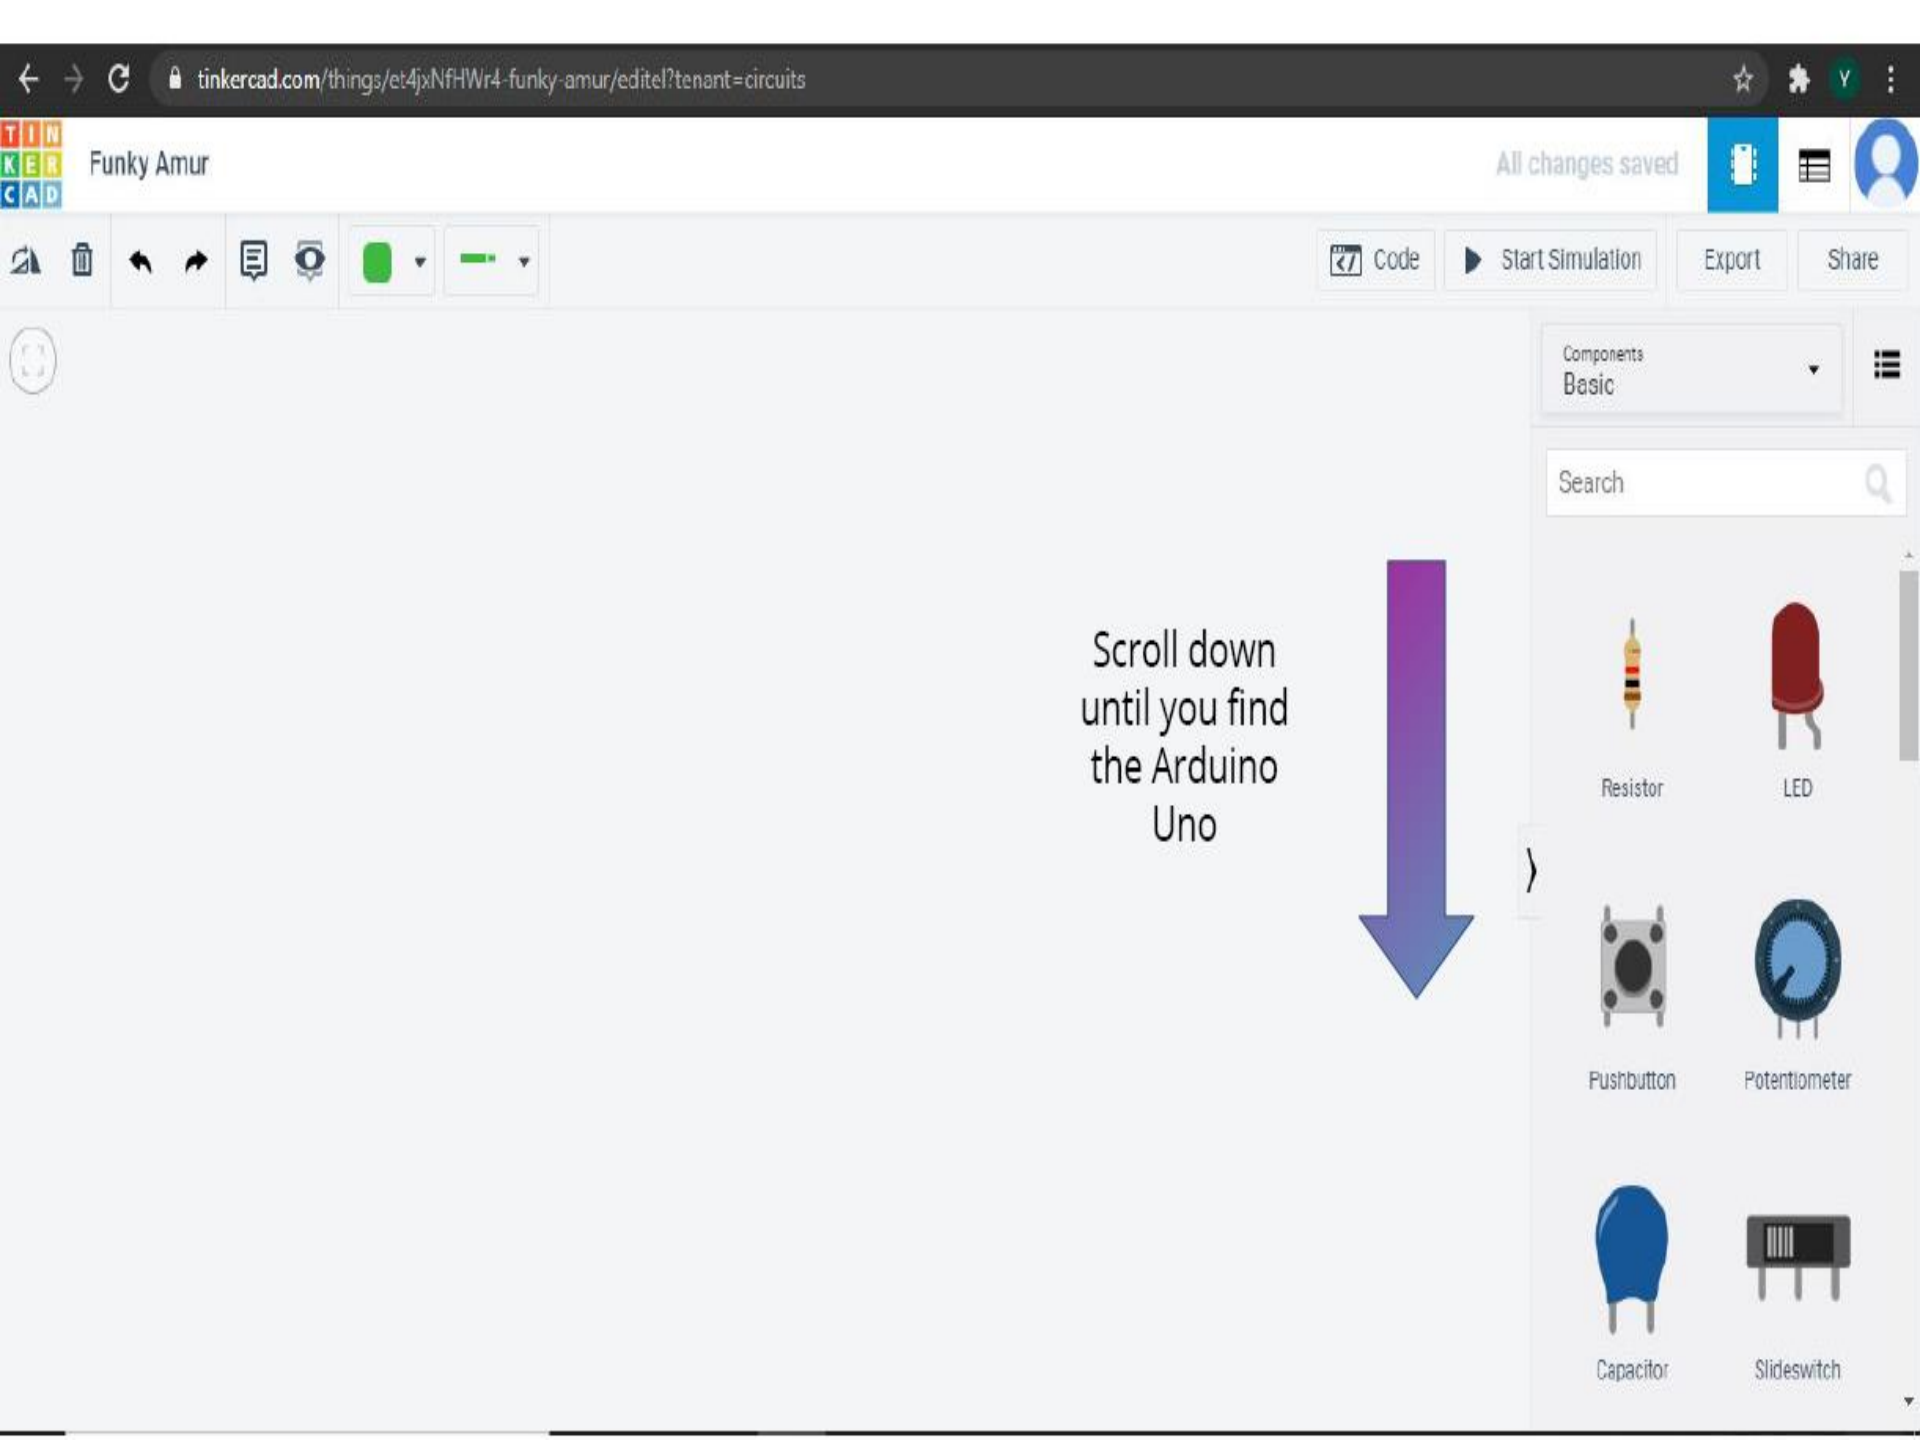 tinkercad.com/things/et4jxNfHWr4-funky-amur/editel?tenant=circuits
Y
TIN
KER
CAD
Funky Amur
All changes saved
Code
Start Simulation
Export
Share
Components
Basic
Search
Scroll down
until you find
the Arduino
Uno
Resistor
LED
Pushbutton
Potentiometer
Capacitor
Slideswitch